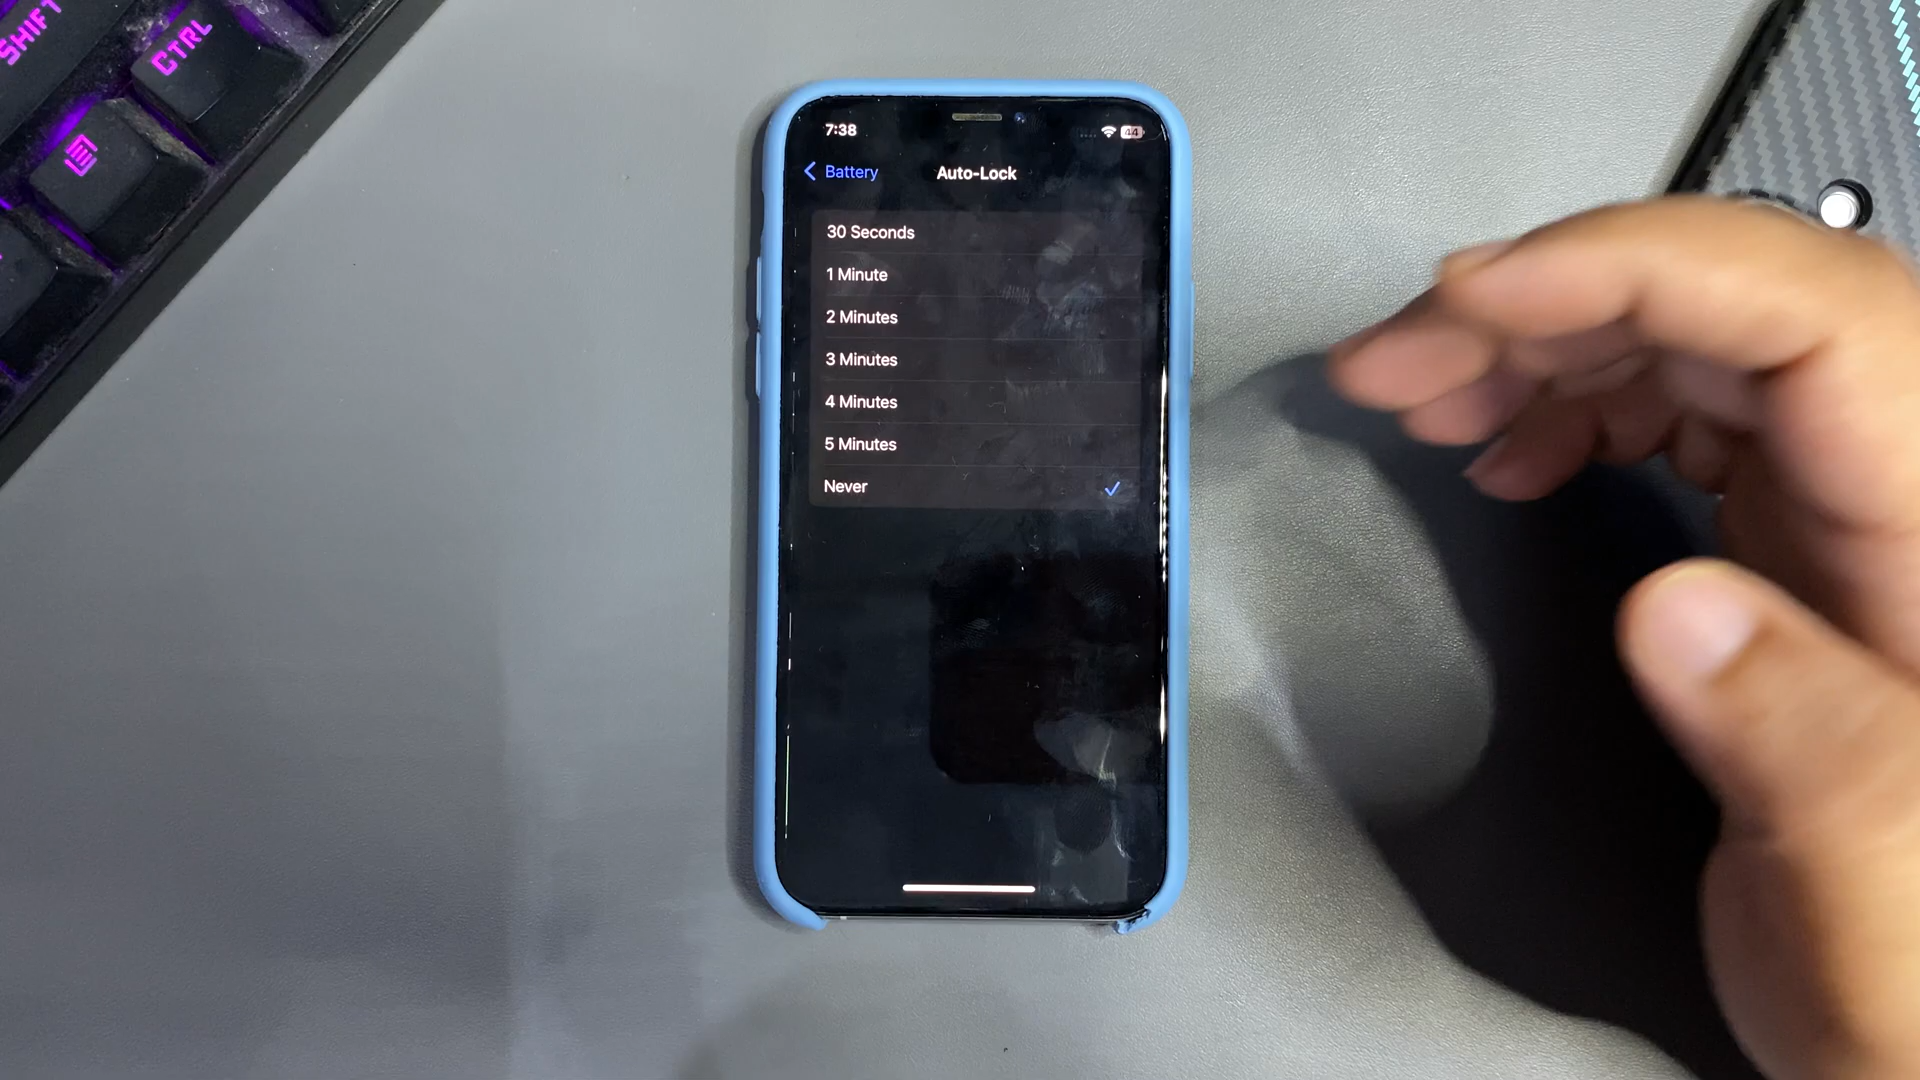 SHIFT
CTRL
7:38
44
Battery
Auto-Lock
30 Seconds
1 Minute
2 Minutes
3 Minutes
4 Minutes
5 Minutes
Never